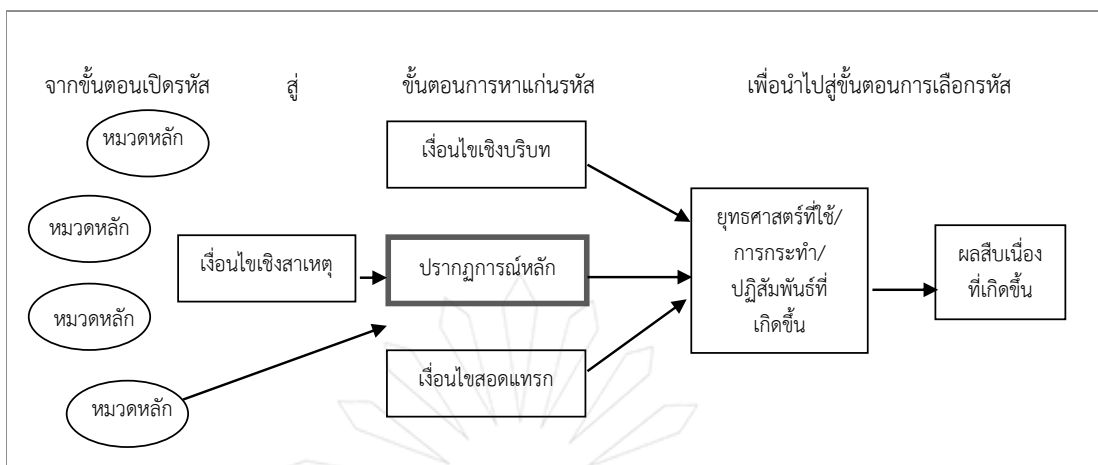 จากขั้นตอนเปิดรหัส สู่ ขั้นตอนการหาแก่นรหัส เพื่อนำไปสู่ขั้นตอนการเลือกรหัส
หมวดหลัก
หมวดหลัก
หมวดหลัก
หมวดหลัก
เงื่อนไขเชิงสาเหตุ
เงื่อนไขเชิงบริบท
ปรากฏการณ์หลัก
เงื่อนไขสอดแทรก
ยุทธศาสตร์ที่ใช้/
การกระทำ/
ปฏิสัมพันธ์ที่
เกิดขึ้น
ผลสืบเนื่อง
ที่เกิดขึ้น